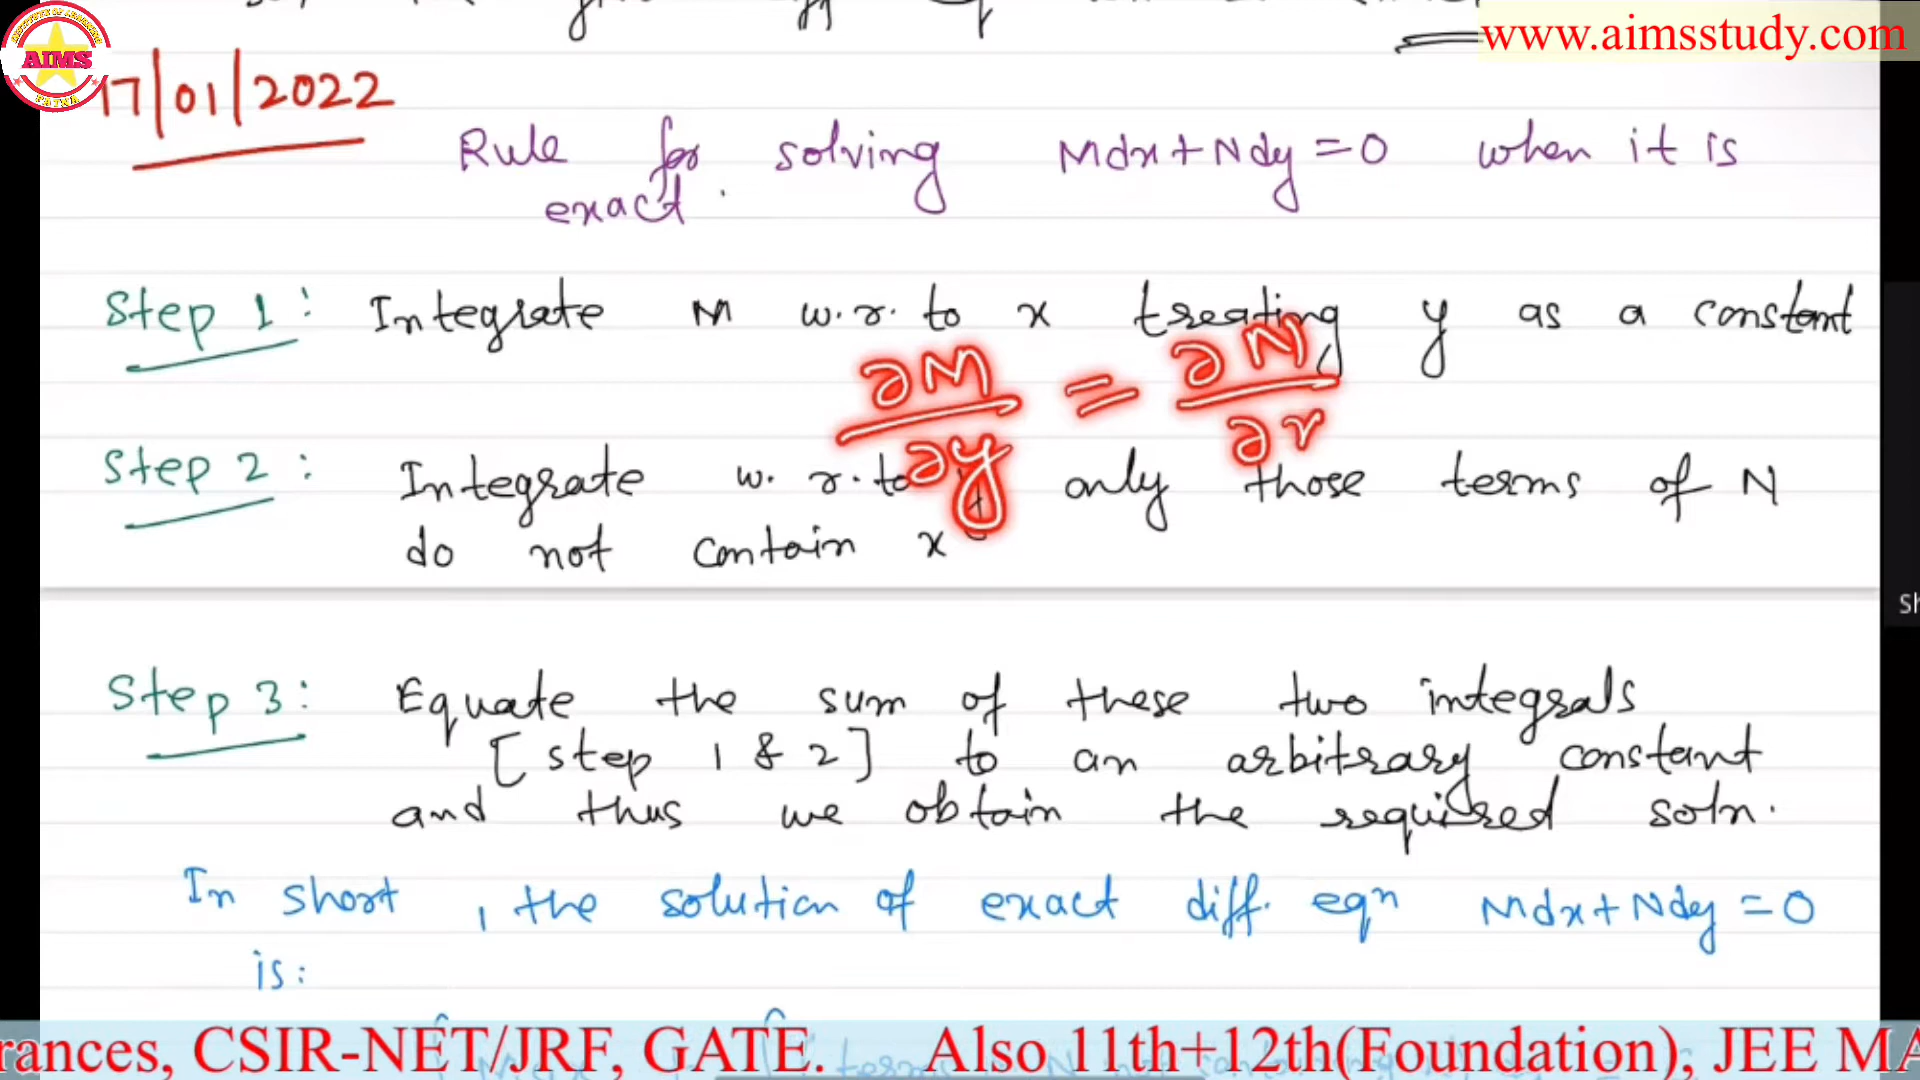 www.aimsstudy.com
AIMS
PATNA
17/01/2022
Rule for solving Mdx+Ndy=0 when it is
exact.
Step 1: Integrate M w.r.to x treating y as a constant
∂M/∂y = ∂N/∂x
Step 2: Integrate w.r.to y only those terms of N
do not contain x
Step 3: Equate the sum of these two integrals
[step 1 & 2] to an arbitrary constant
and thus we obtain the required soln.
In short, the solution of exact diff. eqn Mdx+Ndy=0
is:
rances, CSIR-NET/JRF, GATE. Also 11th+12th(Foundation), JEE MA